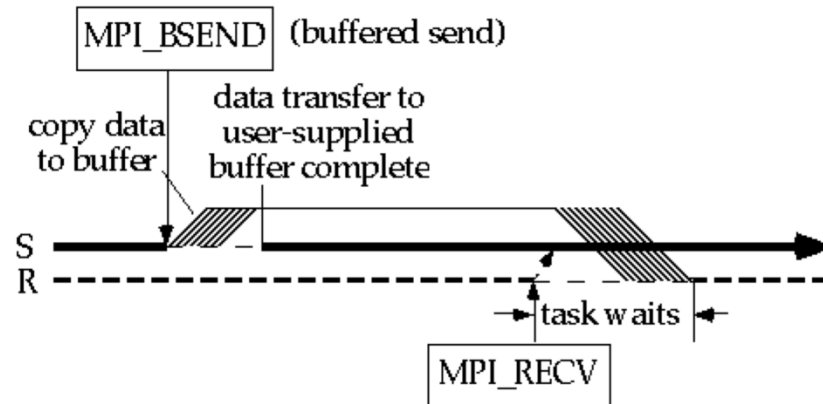 MPI_BSEND (buffered send)
data transfer to
user-supplied
buffer complete
copy data
to buffer
S
R
task waits
MPI_RECV